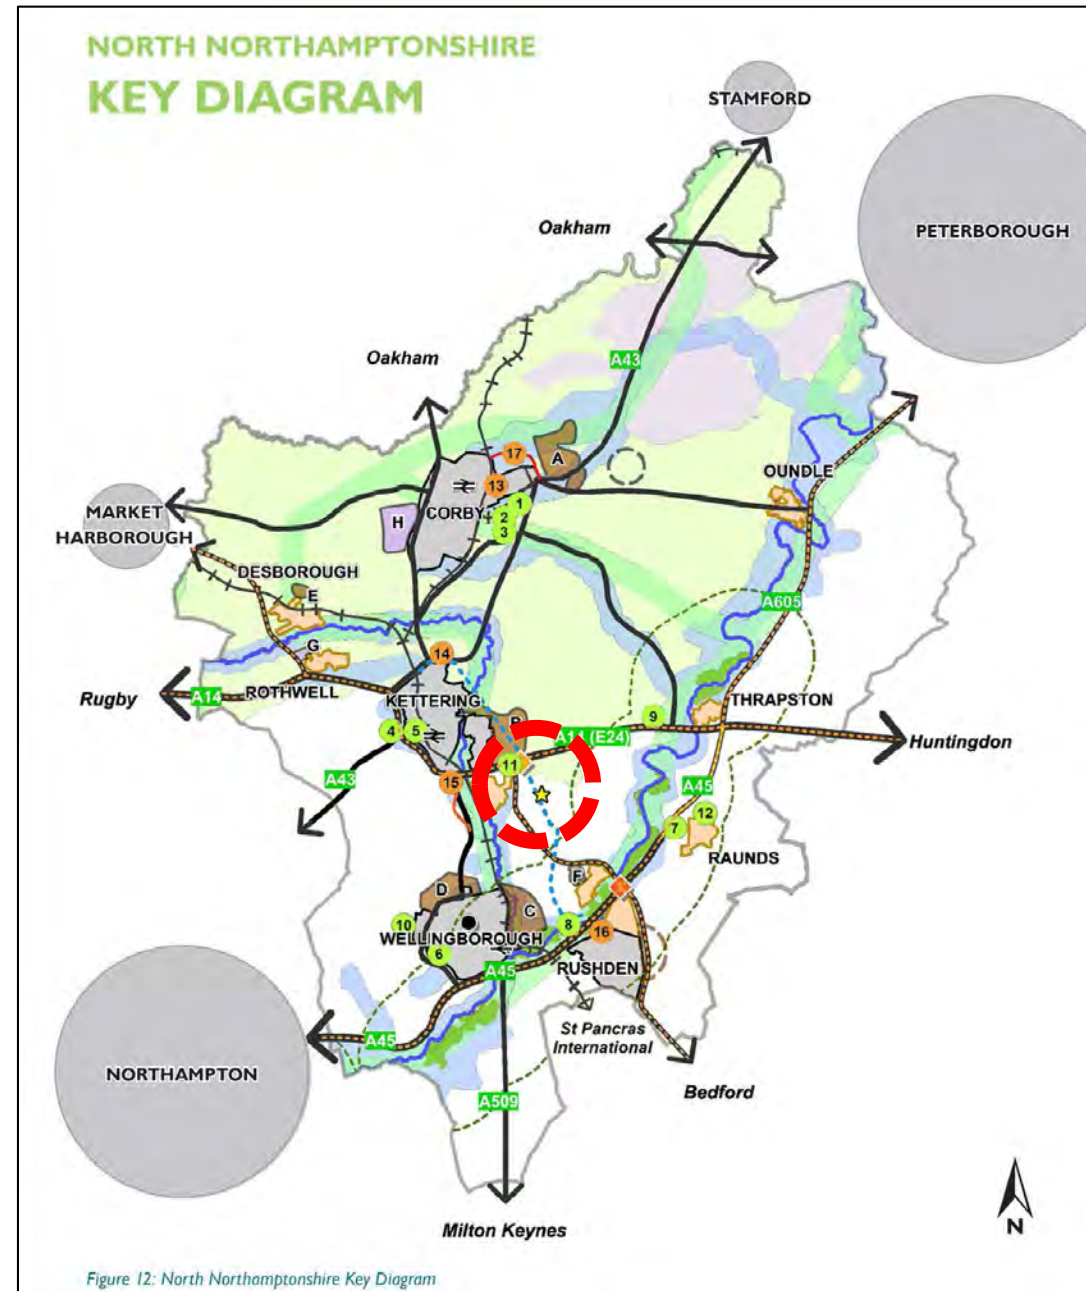 NORTH NORTHAMPTONSHIRE
KEY DIAGRAM
STAMFORD
PETERBOROUGH
Oakham
Oakham
A43
17
A
OUNDLE
13
MARKET
HARBOROUGH
H
CORBY
1
2
3
DESBOROUGH
E
A605
G
14
ROTHWELL
Rugby
A14
KETTERING
THRAPSTON
9
4
5
A14 (E24)
Huntingdon
11
A43
15
A45
12
7
RAUNDS
D
F
C
10
8
WELLINGBOROUGH
16
6
A45
RUSHDEN
St Pancras
International
A45
NORTHAMPTON
Bedford
A509
Milton Keynes
N
Figure 12: North Northamptonshire Key Diagram